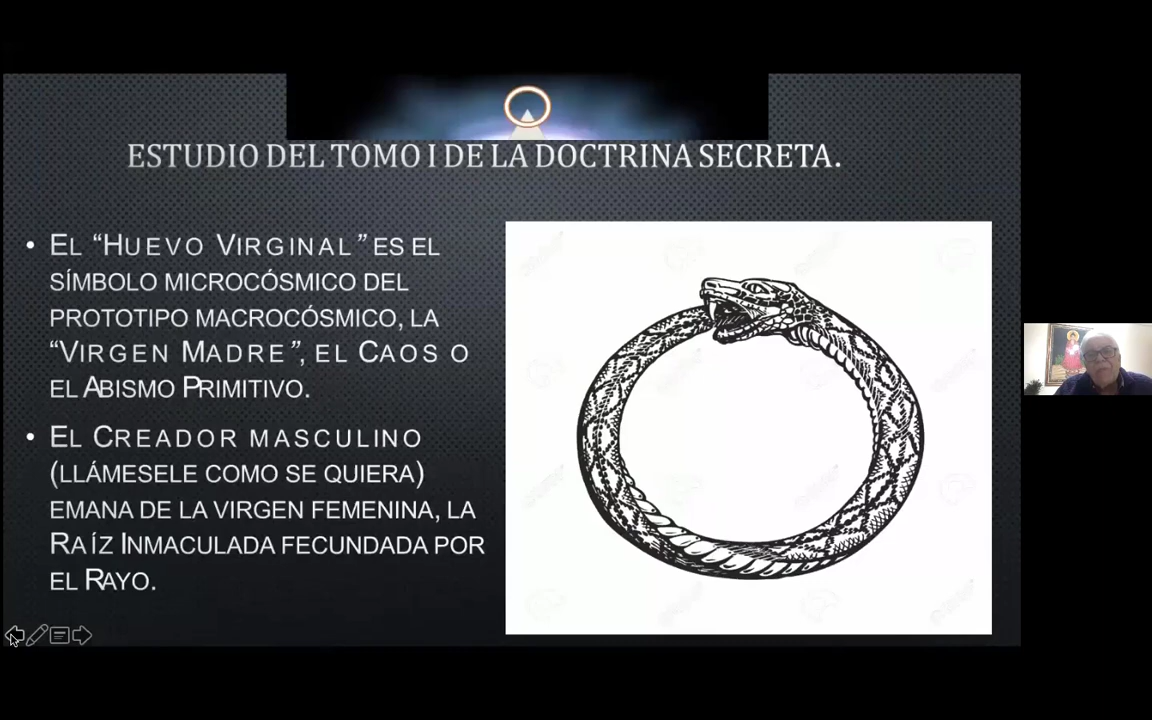 ESTUDIO DEL TOMO I DE LA DOCTRINA SECRETA.
• EL “HUEVO VIRGINAL” ES EL
SÍMBOLO MICROCÓSMICO DEL
PROTOTIPO MACROCÓSMICO, LA
“VIRGEN MADRE”, EL CAOS O
EL ABISMO PRIMITIVO.
• EL CREADOR MASCULINO
(LLÁMESELE COMO SE QUIERA)
EMANA DE LA VIRGEN FEMENINA, LA
RAÍZ INMACULADA FECUNDADA POR
EL RAYO.